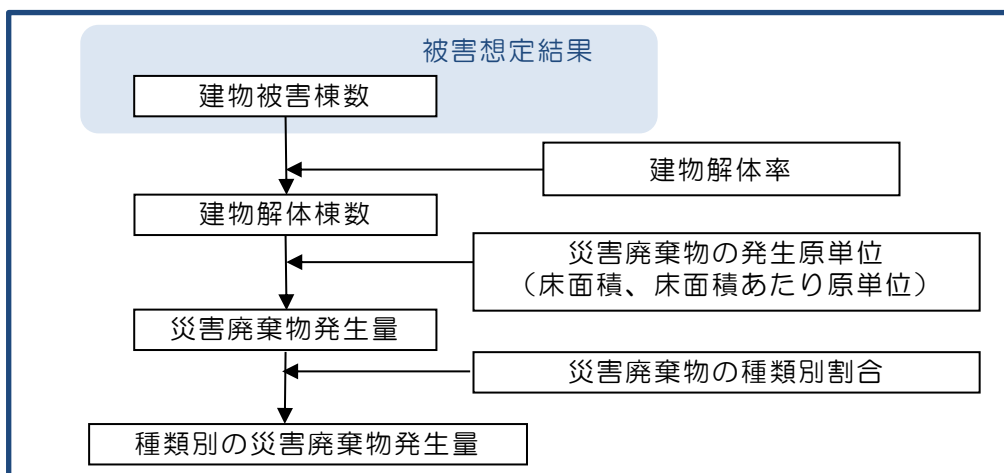 被害想定結果
建物被害棟数
建物解体率
建物解体棟数
災害廃棄物の発生原単位
（床面積、床面積あたり原単位）
災害廃棄物発生量
災害廃棄物の種類別割合
種類別の災害廃棄物発生量